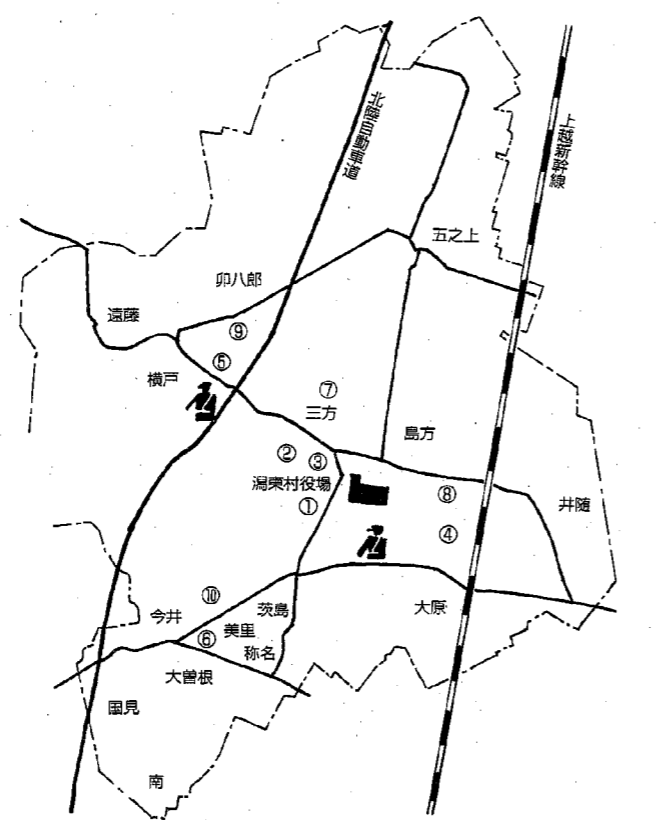 北陸自動車道
上越新幹線
五之上
卯八郎
遠藤
⑨
⑤
横戸
⑦
三方
島方
②
③
潟東村役場
⑧
①
井随
④
⑩
今井
茨島
大原
美里
⑥
称名
大曽根
国見
南